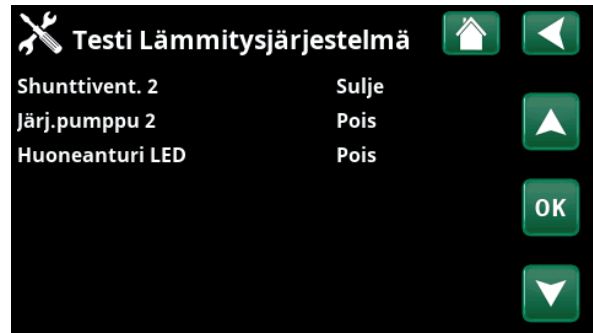 Testi Lämmitysjärjestelmä
Shunttivent. 2 Sulje
Järj.pumppu 2 Pois
Huoneanturi LED Pois
OK